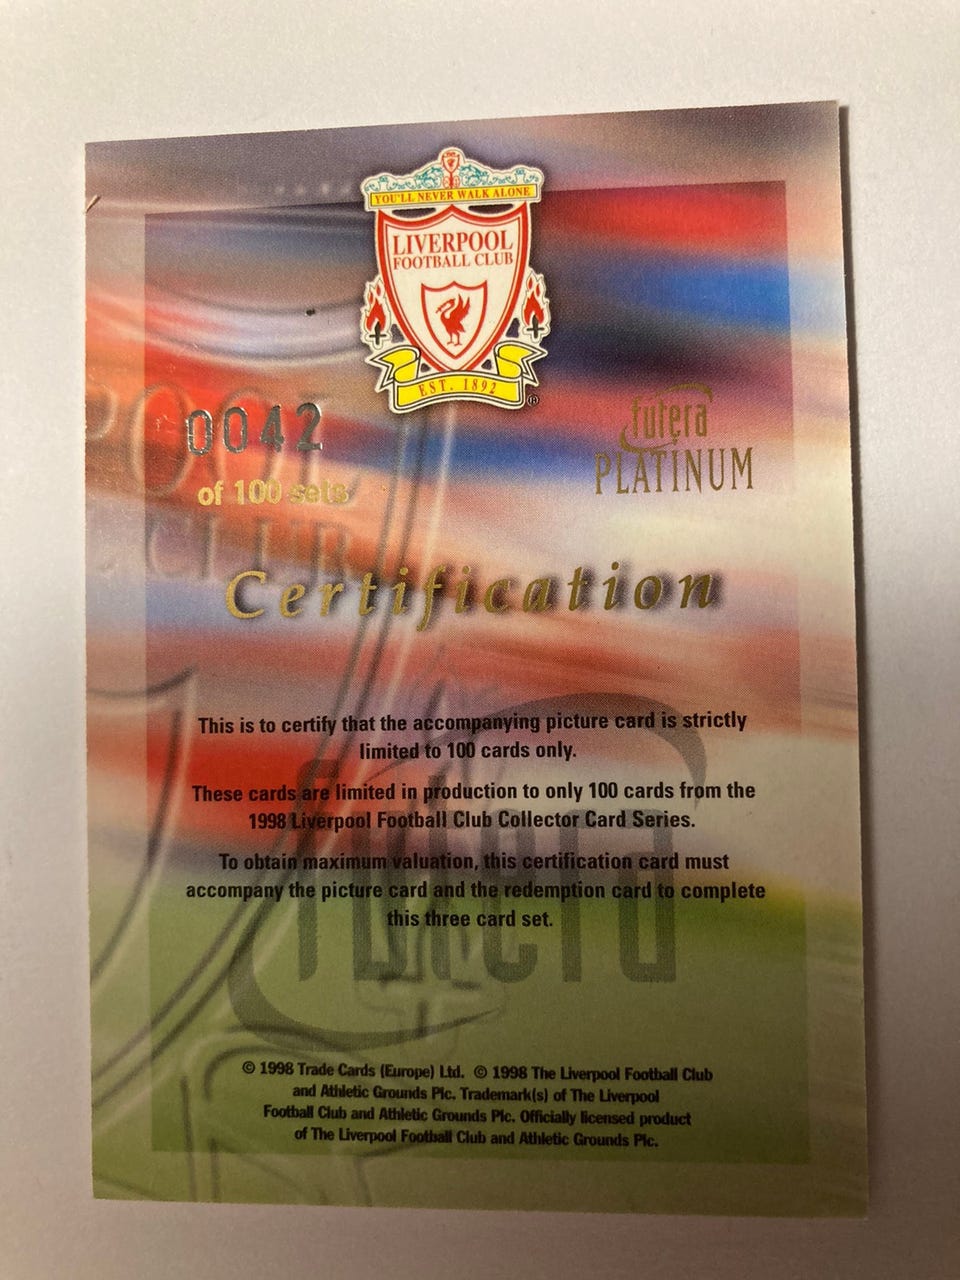 YOU'LL NEVER WALK ALONE
LIVERPOOL
FOOTBALL CLUB
EST. 1892
®
0042
of 100 sets
futera
PLATINUM
POOL
CLUB
Certification
This is to certify that the accompanying picture card is strictly
limited to 100 cards only.
These cards are limited in production to only 100 cards from the
1998 Liverpool Football Club Collector Card Series.
To obtain maximum valuation, this certification card must
accompany the picture card and the redemption card to complete
this three card set.
futera
© 1998 Trade Cards (Europe) Ltd. © 1998 The Liverpool Football Club
and Athletic Grounds Plc. Trademark(s) of The Liverpool
Football Club and Athletic Grounds Plc. Officially licensed product
of The Liverpool Football Club and Athletic Grounds Plc.